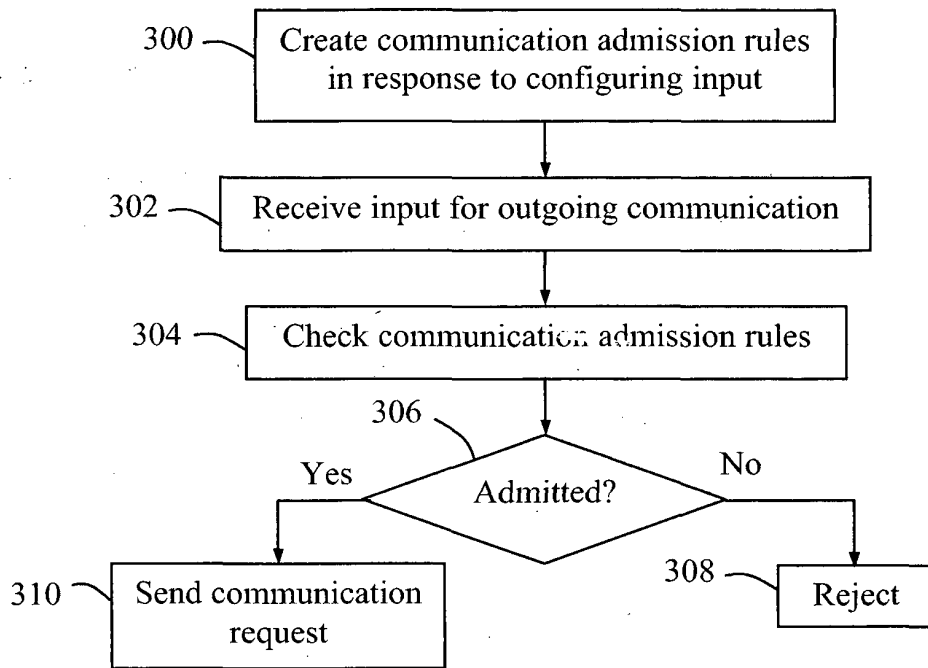 300
Create communication admission rules
in response to configuring input
302
Receive input for outgoing communication
304
Check communication admission rules
306
Yes
No
Admitted?
310
Send communication
request
308
Reject